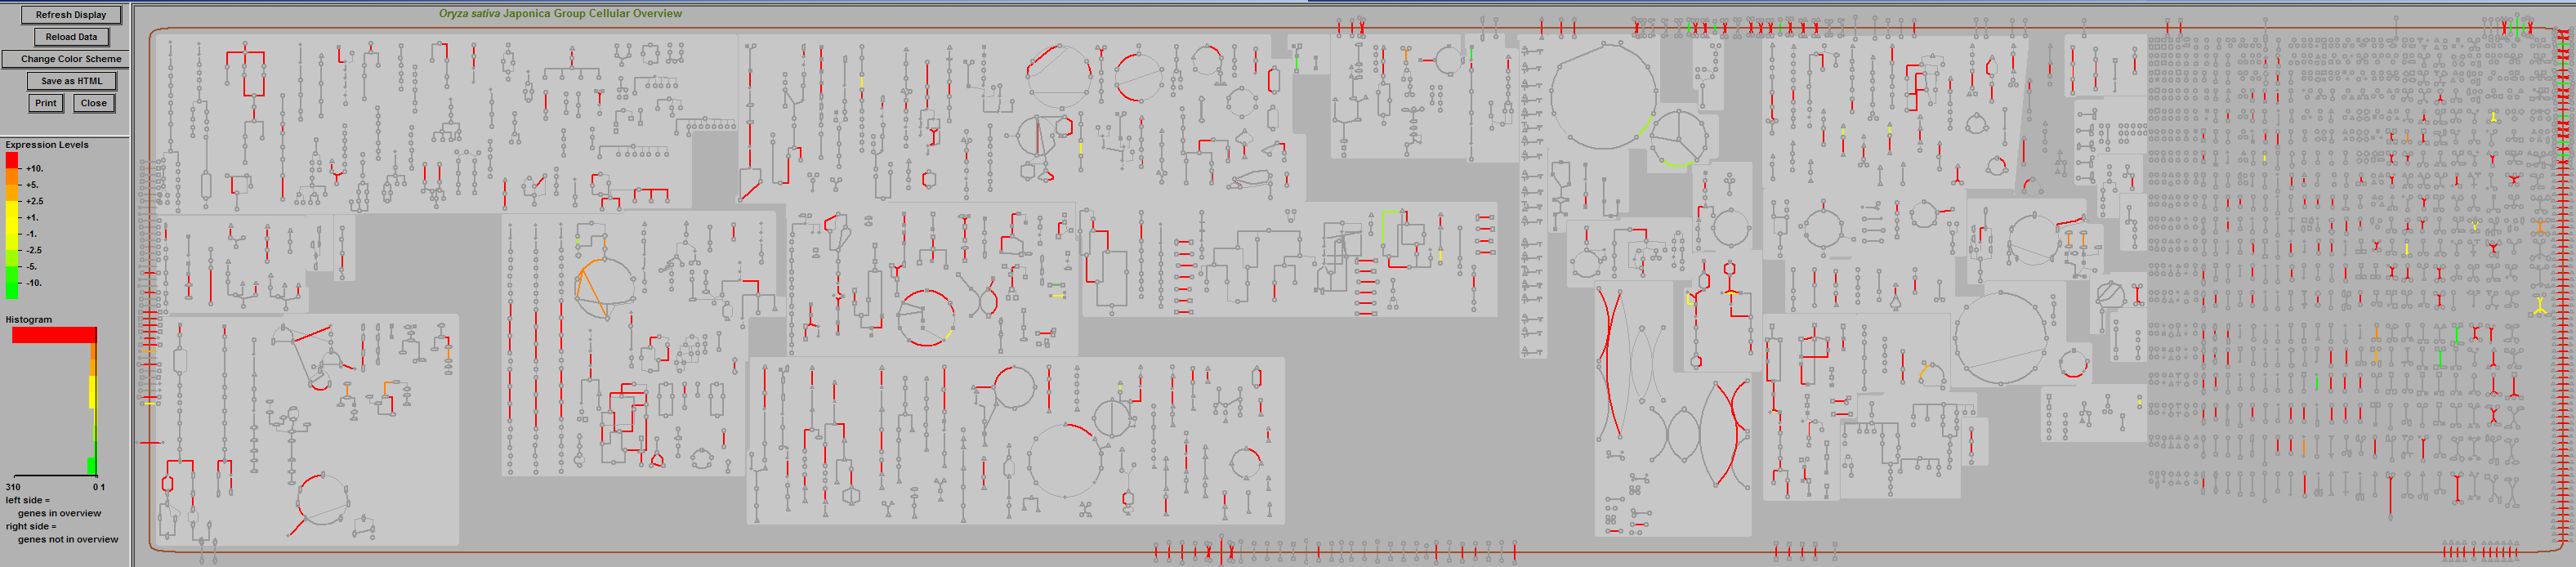 Refresh Display
Reload Data
Change Color Scheme
Save as HTML
Print Close
Expression Levels
+10.
+5.
+2.5
+1.
-1.
-2.5
-5.
-10.
Histogram
310 0 1
left side =
genes in overview
right side =
genes not in overview
Oryza sativa Japonica Group Cellular Overview